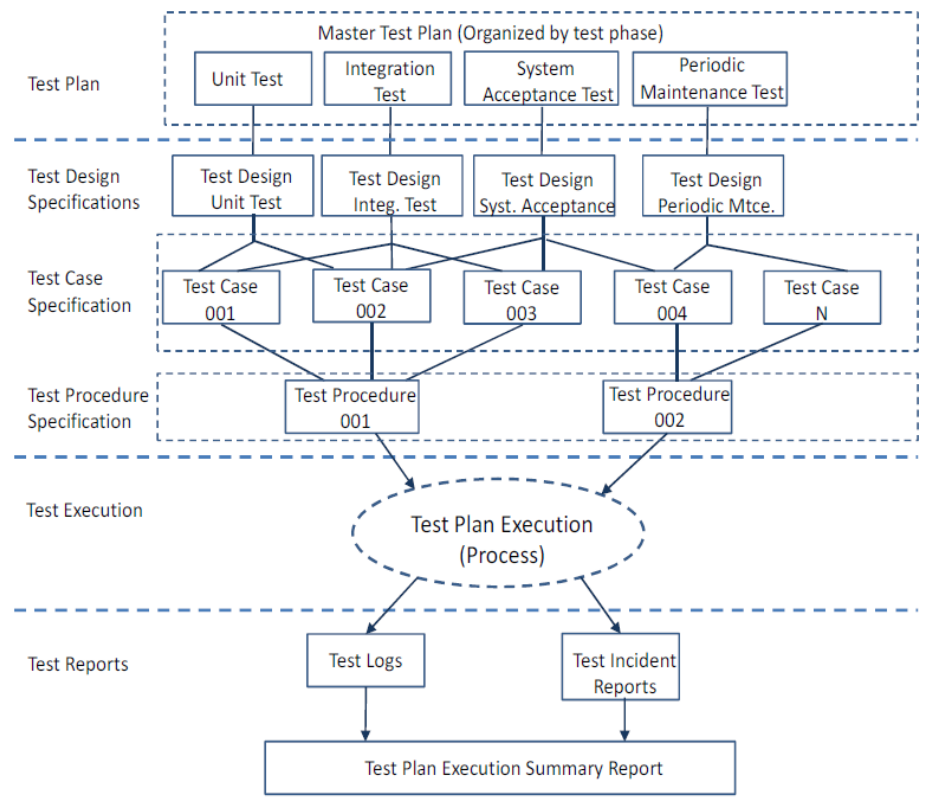 Master Test Plan (Organized by test phase)
Test Plan
Unit Test
Integration
Test
System
Acceptance Test
Periodic
Maintenance Test
Test Design
Specifications
Test Design
Unit Test
Test Design
Integ. Test
Test Design
Syst. Acceptance
Test Design
Periodic Mtce.
Test Case
Specification
Test Case
001
Test Case
002
Test Case
003
Test Case
004
Test Case
N
Test Procedure
Specification
Test Procedure
001
Test Procedure
002
Test Execution
Test Plan Execution
(Process)
Test Reports
Test Logs
Test Incident
Reports
Test Plan Execution Summary Report